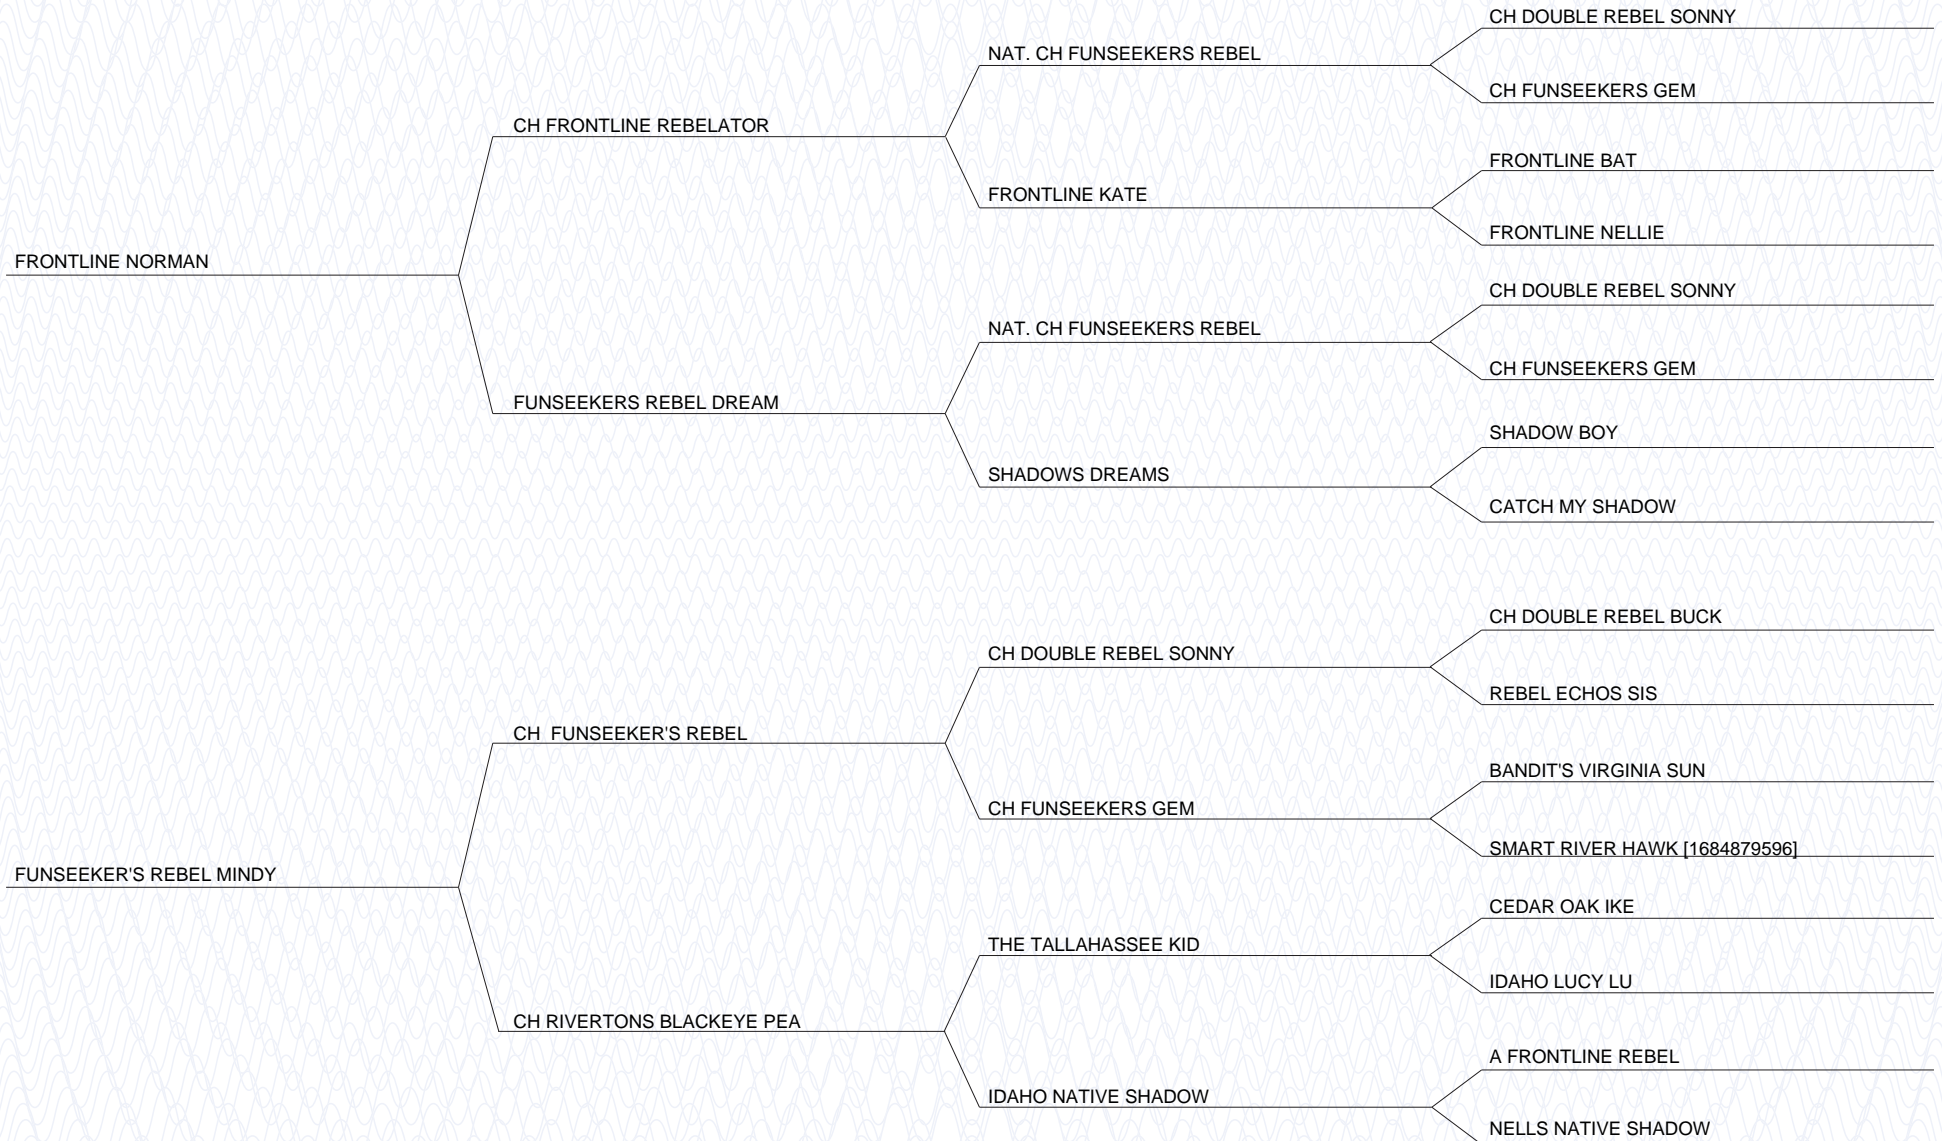 CH DOUBLE REBEL SONNY
NAT. CH FUNSEEKERS REBEL
CH FUNSEEKERS GEM
CH FRONTLINE REBELATOR
FRONTLINE BAT
FRONTLINE KATE
FRONTLINE NELLIE
FRONTLINE NORMAN
CH DOUBLE REBEL SONNY
NAT. CH FUNSEEKERS REBEL
CH FUNSEEKERS GEM
FUNSEEKERS REBEL DREAM
SHADOW BOY
SHADOWS DREAMS
CATCH MY SHADOW
CH DOUBLE REBEL BUCK
CH DOUBLE REBEL SONNY
REBEL ECHOS SIS
CH  FUNSEEKER'S REBEL
BANDIT'S VIRGINIA SUN
CH FUNSEEKERS GEM
SMART RIVER HAWK [1684879596]
FUNSEEKER'S REBEL MINDY
CEDAR OAK IKE
THE TALLAHASSEE KID
IDAHO LUCY LU
CH RIVERTONS BLACKEYE PEA
A FRONTLINE REBEL
IDAHO NATIVE SHADOW
NELLS NATIVE SHADOW